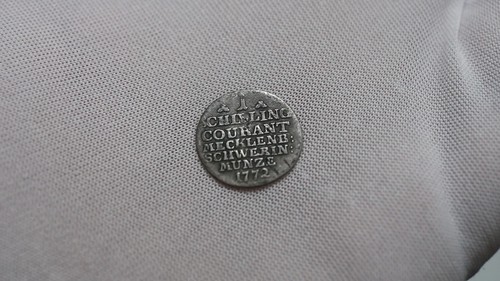 1
SCHILLING
COURANT
MECKLENB:
SCHWERIN:
MUNZE
1772